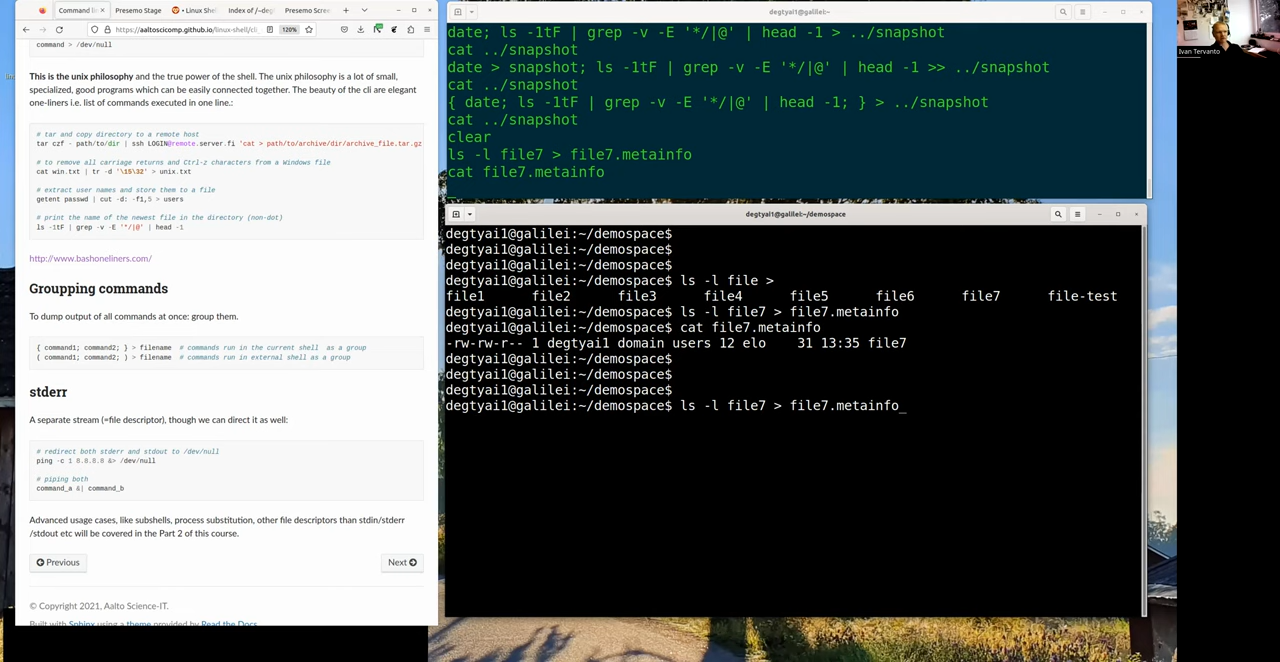 Command li
Presemo Stage
• Linux She
Index of /~deg
Presemo Scree
https://aaltoscicomp.github.io/linux-shell/cli_
120%
command > /dev/null
This is the unix philosophy and the true power of the shell. The unix philosophy is a lot of small,
specialized, good programs which can be easily connected together. The beauty of the cli are elegant
one-liners i.e. list of commands executed in one line.:
# tar and copy directory to a remote host
tar czf - path/to/dir | ssh LOGIN@remote.server.fi 'cat > path/to/archive/dir/archive_file.tar.gz
# to remove all carriage returns and Ctrl-z characters from a Windows file
cat win.txt | tr -d '\15\32' > unix.txt
# extract user names and store them to a file
getent passwd | cut -d: -f1,5 > users
# print the name of the newest file in the directory (non-dot)
ls -1tF | grep -v -E '*/|@' | head -1
http://www.bashoneliners.com/
Groupping commands
To dump output of all commands at once: group them.
{ command1; command2; } > filename # commands run in the current shell as a group
( command1; command2; ) > filename # commands run in external shell as a group
stderr
A separate stream (=file descriptor), though we can direct it as well:
# redirect both stderr and stdout to /dev/null
ping -c 1 8.8.8.8 &> /dev/null
# piping both
command_a &| command_b
Advanced usage cases, like subshells, process substitution, other file descriptors than stdin/stderr
/stdout etc will be covered in the Part 2 of this course.
Previous
Next
© Copyright 2021, Aalto Science-IT.
Built with Sphinx using a theme provided by Read the Docs.
degtyai1@galilei:~
date; ls -1tF | grep -v -E '*/|@' | head -1 > ../snapshot
cat ../snapshot
date > snapshot; ls -1tF | grep -v -E '*/|@' | head -1 >> ../snapshot
cat ../snapshot
{ date; ls -1tF | grep -v -E '*/|@' | head -1; } > ../snapshot
cat ../snapshot
clear
ls -l file7 > file7.metainfo
cat file7.metainfo
degtyai1@galilei:~/demospace
degtyai1@galilei:~/demospace$
degtyai1@galilei:~/demospace$
degtyai1@galilei:~/demospace$
degtyai1@galilei:~/demospace$ ls -l file >
file1 file2 file3 file4 file5 file6 file7 file-test
degtyai1@galilei:~/demospace$ ls -l file7 > file7.metainfo
degtyai1@galilei:~/demospace$ cat file7.metainfo
-rw-rw-r-- 1 degtyai1 domain users 12 elo 31 13:35 file7
degtyai1@galilei:~/demospace$
degtyai1@galilei:~/demospace$
degtyai1@galilei:~/demospace$
degtyai1@galilei:~/demospace$ ls -l file7 > file7.metainfo_
Ivan Tervanto